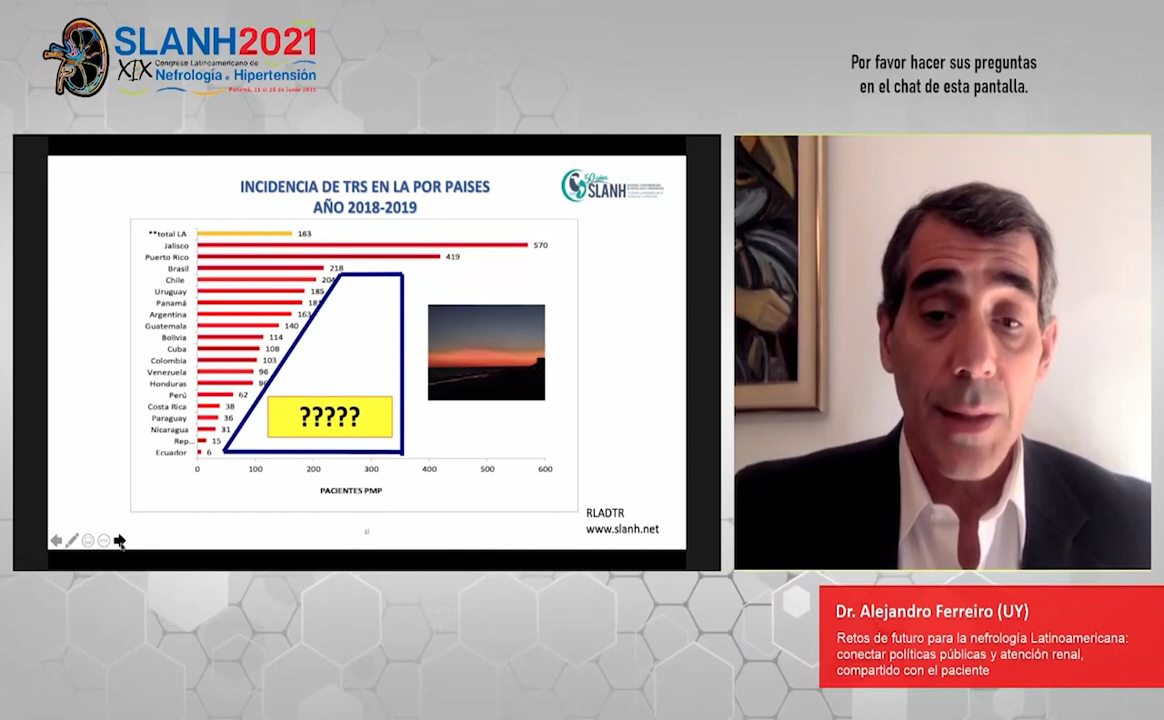 SLANH2021
XIX Congreso Latinoamericano de
Nefrología e Hipertensión
Por favor hacer sus preguntas
en el chat de esta pantalla.
INCIDENCIA DE TRS EN LA POR PAISES
AÑO 2018-2019
50 años
SLANH
**total LA 163
Jalisco 570
Puerto Rico 419
Brasil 218
Chile 204
Uruguay 185
Panamá
Argentina 163
Guatemala 140
Bolivia 114
Cuba 108
Colombia 103
Venezuela 96
Honduras
Perú 62
Costa Rica 38
Paraguay 36
Nicaragua 31
Rep... 15
Ecuador 6
?????
0 100 200 300 400 500 600
PACIENTES PMP
RLADTR
www.slanh.net
Dr. Alejandro Ferreiro (UY)
Retos de futuro para la nefrología Latinoamericana:
conectar políticas públicas y atención renal,
compartido con el paciente